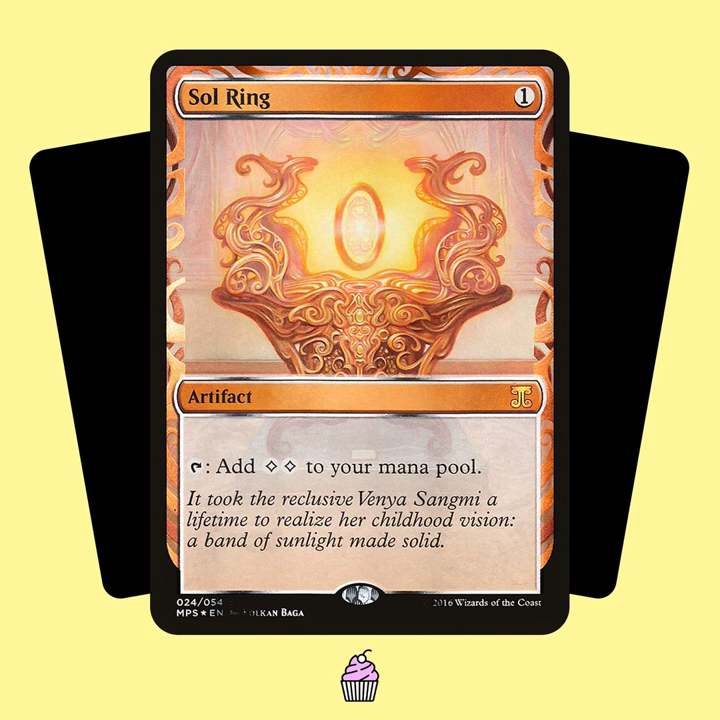 Sol Ring 1
Artifact
: Add to your mana pool.
It took the reclusive Venya Sangmi a
lifetime to realize her childhood vision:
a band of sunlight made solid.
024/054
MPS★EN BAGA
2016 Wizards of the Coast